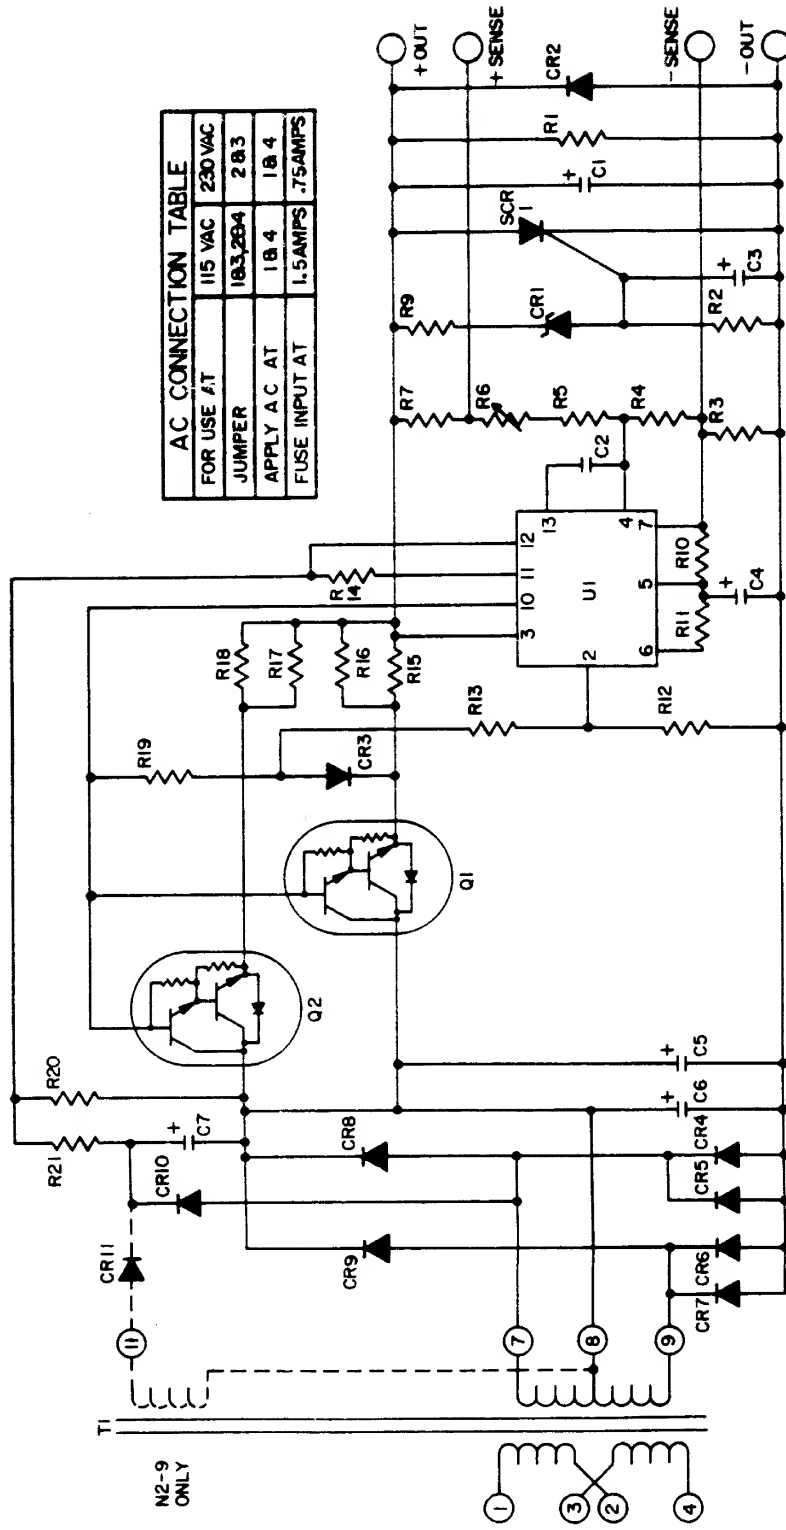 AC CONNECTION TABLE
FOR USE AT 115 VAC 230 VAC
JUMPER 1&3,2&4 2&3
APPLY AC AT 1&4 1&4
FUSE INPUT AT 1.5AMPS .75AMPS
N2-9
ONLY
T1
11
CR11
R21
R20
CR10
C7
+
CR8
CR9
7
8
9
1
3
2
4
CR7
CR6
CR5
CR4
+
C6
+
C5
Q2
Q1
R19
CR3
R18
R17
R16
R15
R14
R13
R12
U1
3
10
11
12
13
2
4
6
5
7
R11
R10
+
C4
C2
R7
R6
R5
R4
R3
R9
CR1
R2
SCR
1
+
C3
+
C1
R1
CR2
+OUT
+SENSE
-SENSE
-OUT